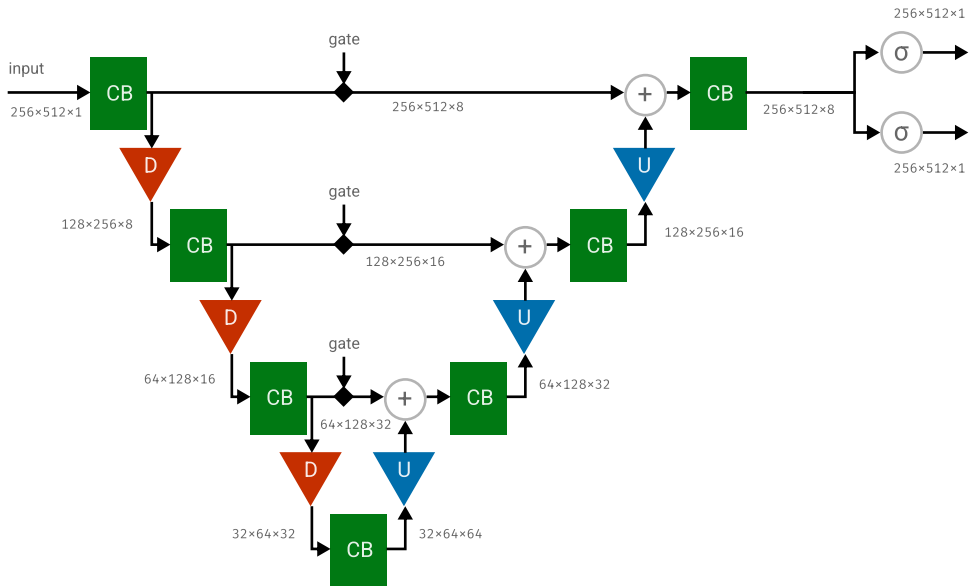 256×512×1
gate
σ
input
CB
+
CB
256×512×1
256×512×8
256×512×8
σ
D
U
256×512×1
gate
128×256×8
CB
+
CB
128×256×16
128×256×16
D
U
gate
64×128×16
CB
+
CB
64×128×32
64×128×32
D
U
32×64×32
CB
32×64×64